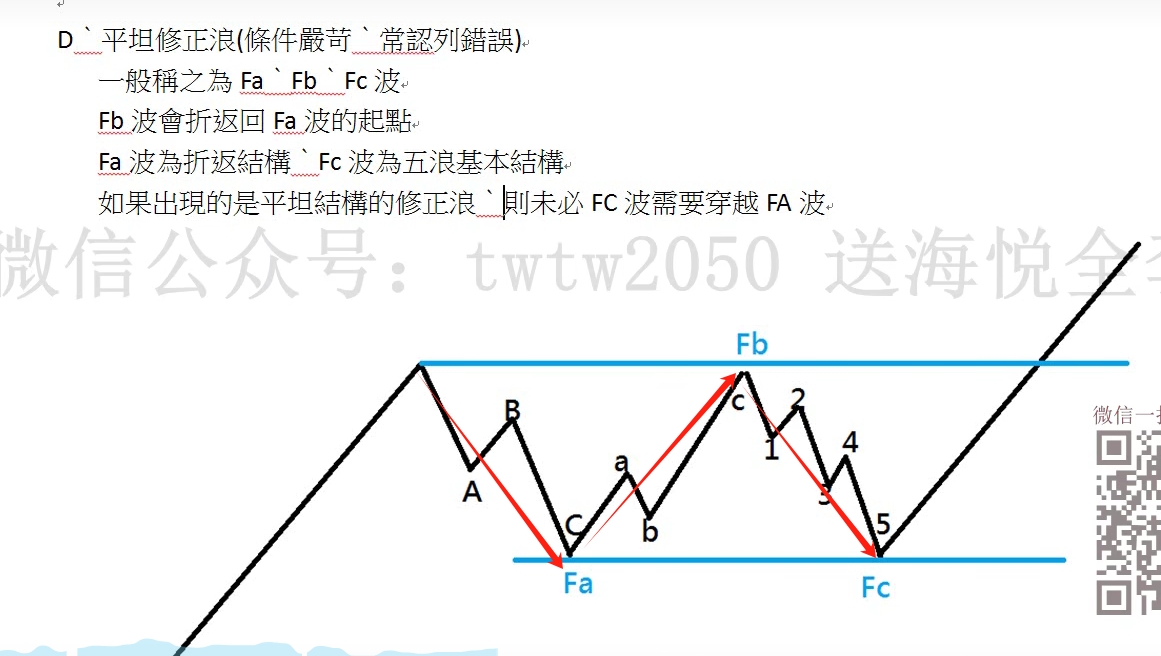 D｀平坦修正浪(條件嚴苛｀常認列錯誤)
一般稱之為 Fa｀Fb｀Fc 波
Fb 波會折返回 Fa 波的起點
Fa 波為折返結構｀Fc 波為五浪基本結構
如果出現的是平坦結構的修正浪｀則未必 FC 波需要穿越 FA 波
微信公众号：twtw2050 送海悦全
Fb
c
2
B
微信一
1
4
a
A
3
C
b
5
Fa
Fc